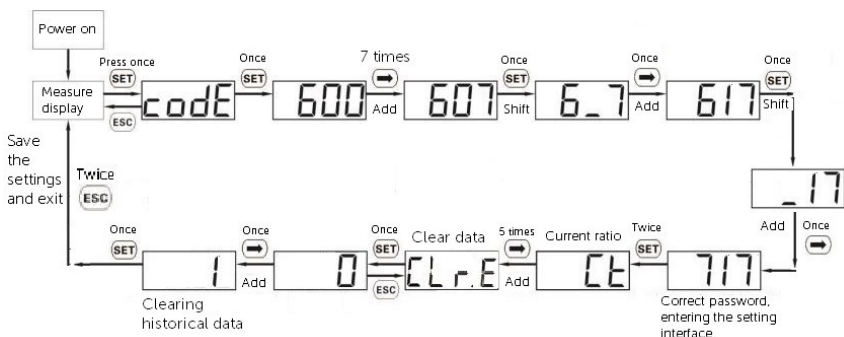 Power on
Press once
SET
Measure
display
ESC
codE
Once
SET
600
7 times
Add
607
Once
SET
Shift
6_7
Once
Add
617
Once
SET
Shift
_17
Add
Once
717
Correct password,
entering the setting
interface
Twice
SET
Current ratio
Ct
5 times
Add
Clear data
CLr.E
Once
SET
ESC
0
Once
Add
1
Clearing
historical data
Once
SET
Save
the
settings
and exit
Twice
ESC